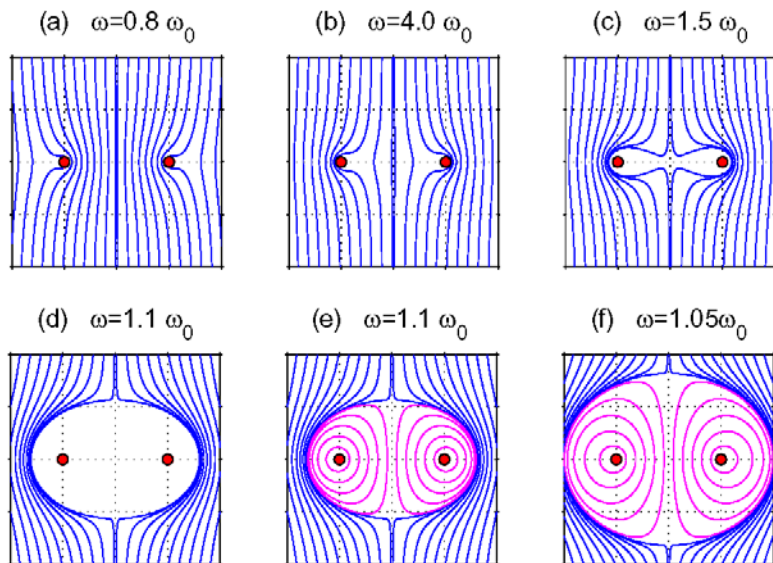 (a) ω=0.8 ω₀
(b) ω=4.0 ω₀
(c) ω=1.5 ω₀
(d) ω=1.1 ω₀
(e) ω=1.1 ω₀
(f) ω=1.05ω₀